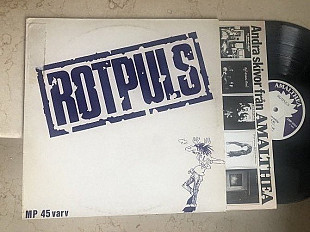 ROTPULS
MP 45 varv
Andra skivor från
AMALTHEA
AMALTHEA